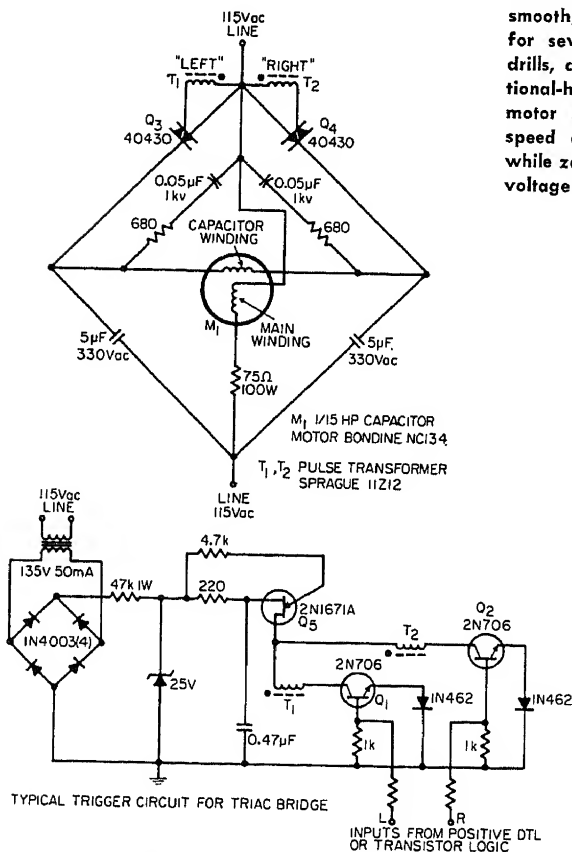 115Vac
LINE
"LEFT" "RIGHT"
T1 T2
Q3
40430
Q4
40430
0.05μF
1kv
0.05μF
1kv
680
680
CAPACITOR
WINDING
M1
MAIN
WINDING
5μF
330Vac
5μF
330Vac
75Ω
100W
M1 1/15 HP CAPACITOR
MOTOR BONDINE NC134
T1,T2 PULSE TRANSFORMER
SPRAGUE 11Z12
LINE
115Vac
smooth,
for sev
drills, a
tional-h
motor
speed
while ze
voltage
115Vac
LINE
135V 50mA
1N4003(4)
47k 1W
4.7k
220
2N1671A
Q5
25V
0.47μF
T1
T2
2N706
Q1
Q2
2N706
1N462
1N462
1k
1k
L R
INPUTS FROM POSITIVE DTL
OR TRANSISTOR LOGIC
TYPICAL TRIGGER CIRCUIT FOR TRIAC BRIDGE